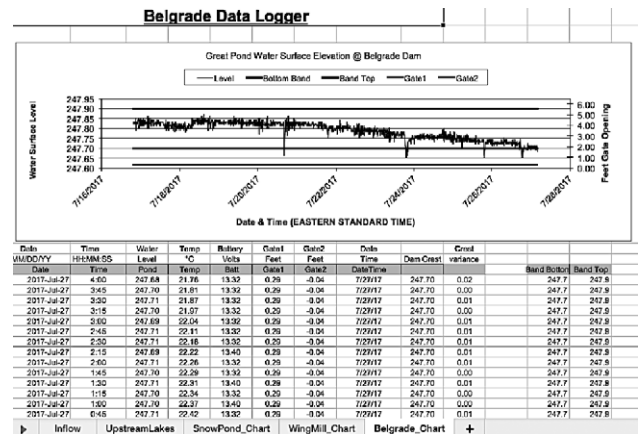 Belgrade Data Logger
Great Pond Water Surface Elevation @ Belgrade Dam
Level Bottom Band Band Top Gate1 Gate2
Water Surface Level
247.95
247.90
247.85
247.80
247.75
247.70
247.65
247.60
6.00
5.00
4.00
3.00
2.00
1.00
0.00
Feet Gate Opening
7/16/2017 7/18/2017 7/20/2017 7/22/2017 7/24/2017 7/26/2017 7/28/2017
Date & Time (EASTERN STANDARD TIME)
Date Time Water Temp Battery Gate1 Gate2 Date Crest
MM/DD/YY HH:MM:SS Level °C Volts Feet Feet Time Dam Crest variance
Date Time Pond Temp Batt Gate1 Gate2 DateTime Band Bottom Band Top
2017-Jul-27 4:00 247.68 21.76 13.32 0.29 -0.04 7/27/17 247.70 0.02 247.7 247.9
2017-Jul-27 3:45 247.70 21.81 13.32 0.29 -0.04 7/27/17 247.70 0.00 247.7 247.9
2017-Jul-27 3:30 247.71 21.87 13.32 0.29 -0.04 7/27/17 247.70 0.01 247.7 247.9
2017-Jul-27 3:15 247.70 21.97 13.32 0.29 -0.04 7/27/17 247.70 0.00 247.7 247.9
2017-Jul-27 3:00 247.69 22.04 13.32 0.29 -0.04 7/27/17 247.70 0.01 247.7 247.9
2017-Jul-27 2:45 247.71 22.11 13.32 0.29 -0.04 7/27/17 247.70 0.01 247.7 247.9
2017-Jul-27 2:30 247.71 22.18 13.32 0.29 -0.04 7/27/17 247.70 0.01 247.7 247.9
2017-Jul-27 2:15 247.69 22.22 13.40 0.29 -0.04 7/27/17 247.70 0.01 247.7 247.9
2017-Jul-27 2:00 247.71 22.26 13.32 0.29 -0.04 7/27/17 247.70 0.01 247.7 247.9
2017-Jul-27 1:45 247.70 22.29 13.32 0.29 -0.04 7/27/17 247.70 0.00 247.7 247.9
2017-Jul-27 1:30 247.71 22.31 13.40 0.29 -0.04 7/27/17 247.70 0.01 247.7 247.9
2017-Jul-27 1:15 247.70 22.34 13.32 0.29 -0.04 7/27/17 247.70 0.00 247.7 247.9
2017-Jul-27 1:00 247.70 22.37 13.40 0.29 -0.04 7/27/17 247.70 0.00 247.7 247.9
2017-Jul-27 0:45 247.71 22.42 13.32 0.29 -0.04 7/27/17 247.70 0.01 247.7 247.9
Inflow UpstreamLakes SnowPond_Chart WingMill_Chart Belgrade_Chart +